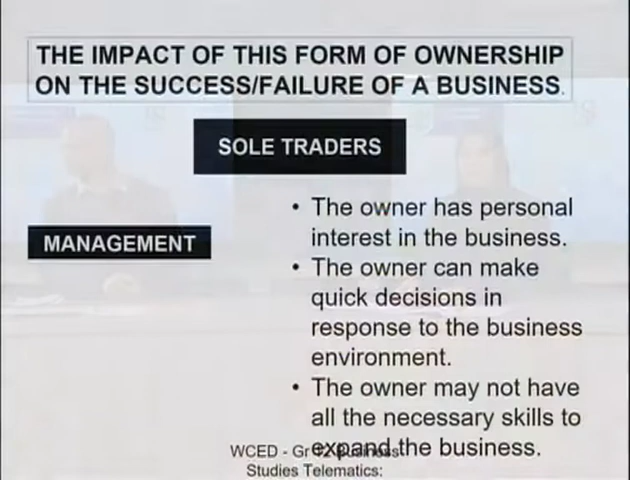 THE IMPACT OF THIS FORM OF OWNERSHIP
ON THE SUCCESS/FAILURE OF A BUSINESS.
SOLE TRADERS
MANAGEMENT
• The owner has personal
interest in the business.
• The owner can make
quick decisions in
response to the business
environment.
• The owner may not have
all the necessary skills to
expand the business.
WCED - Gr 12 Business
Studies Telematics: